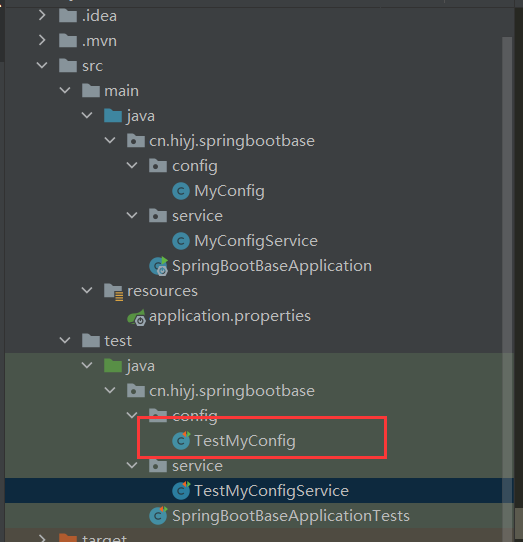 .idea
.mvn
src
main
java
cn.hiyj.springbootbase
config
MyConfig
service
MyConfigService
SpringBootBaseApplication
resources
application.properties
test
java
cn.hiyj.springbootbase
config
TestMyConfig
service
TestMyConfigService
SpringBootBaseApplicationTests
target